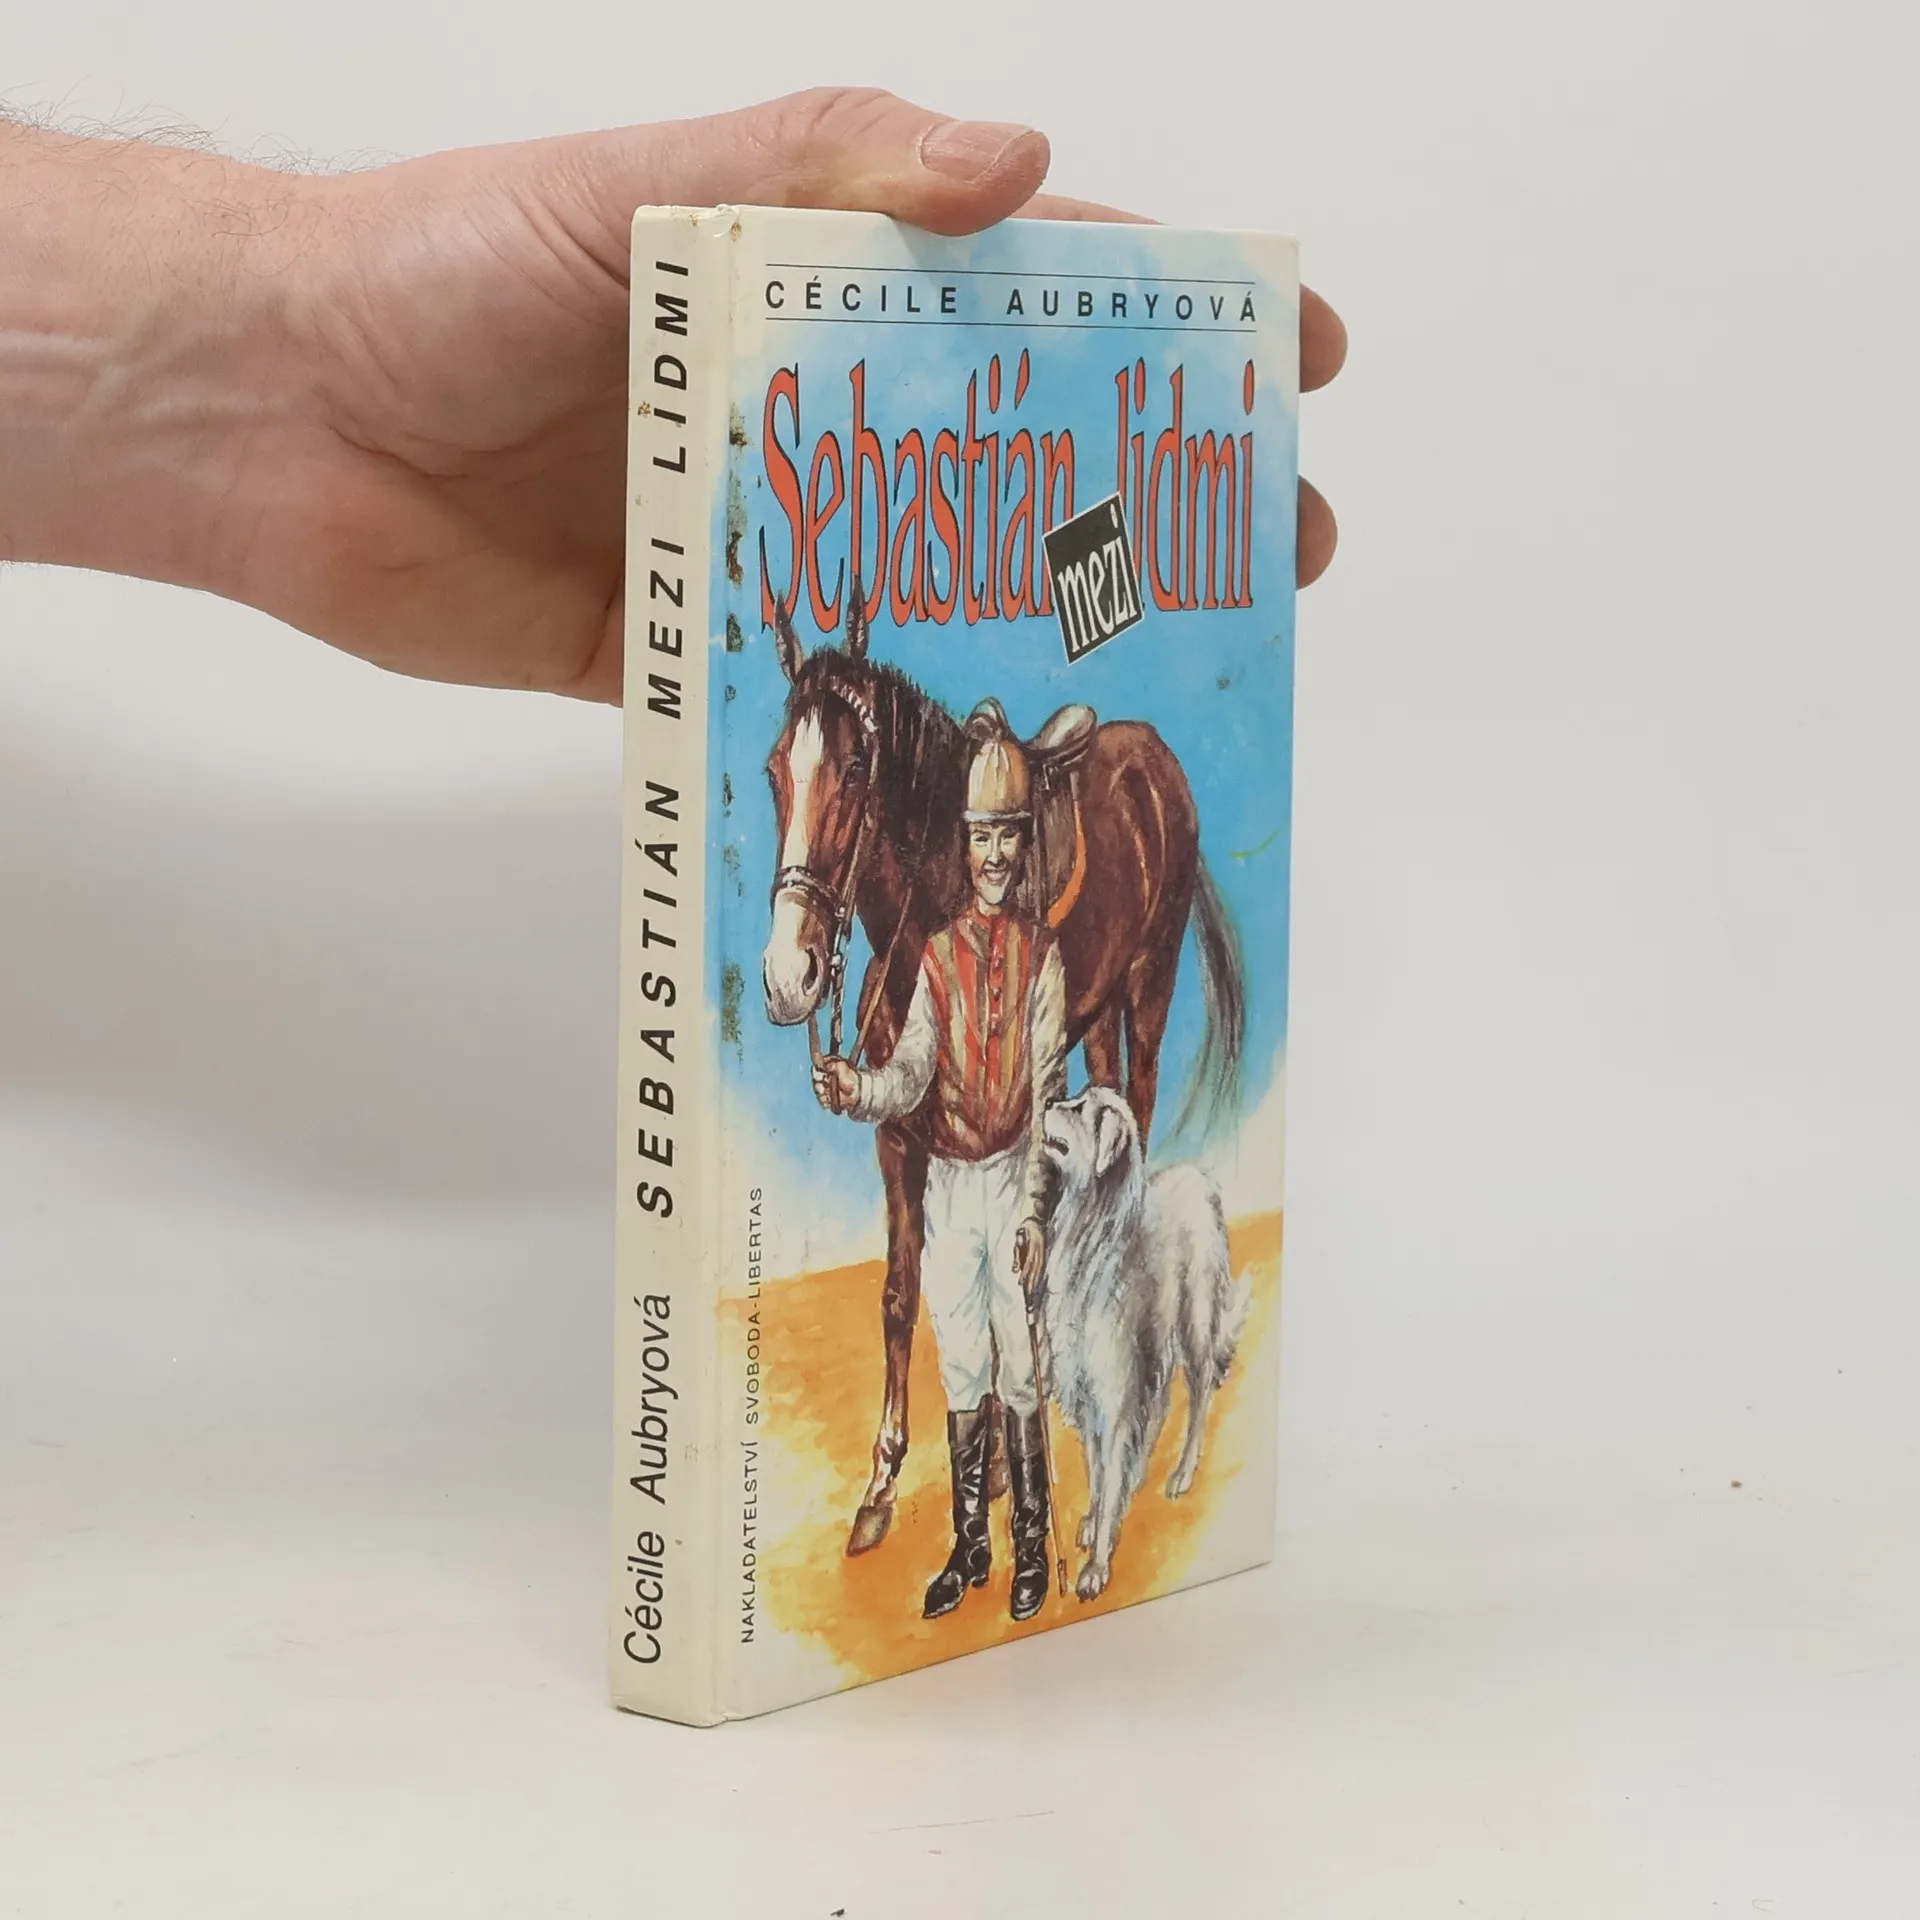 Cécile Aubryová SEBASTIÁN MEZI LIDMI
CÉCILE AUBRYOVÁ
Sebastián mezi lidmi
NAKLADATELSTVÍ SVOBODA-LIBERTAS